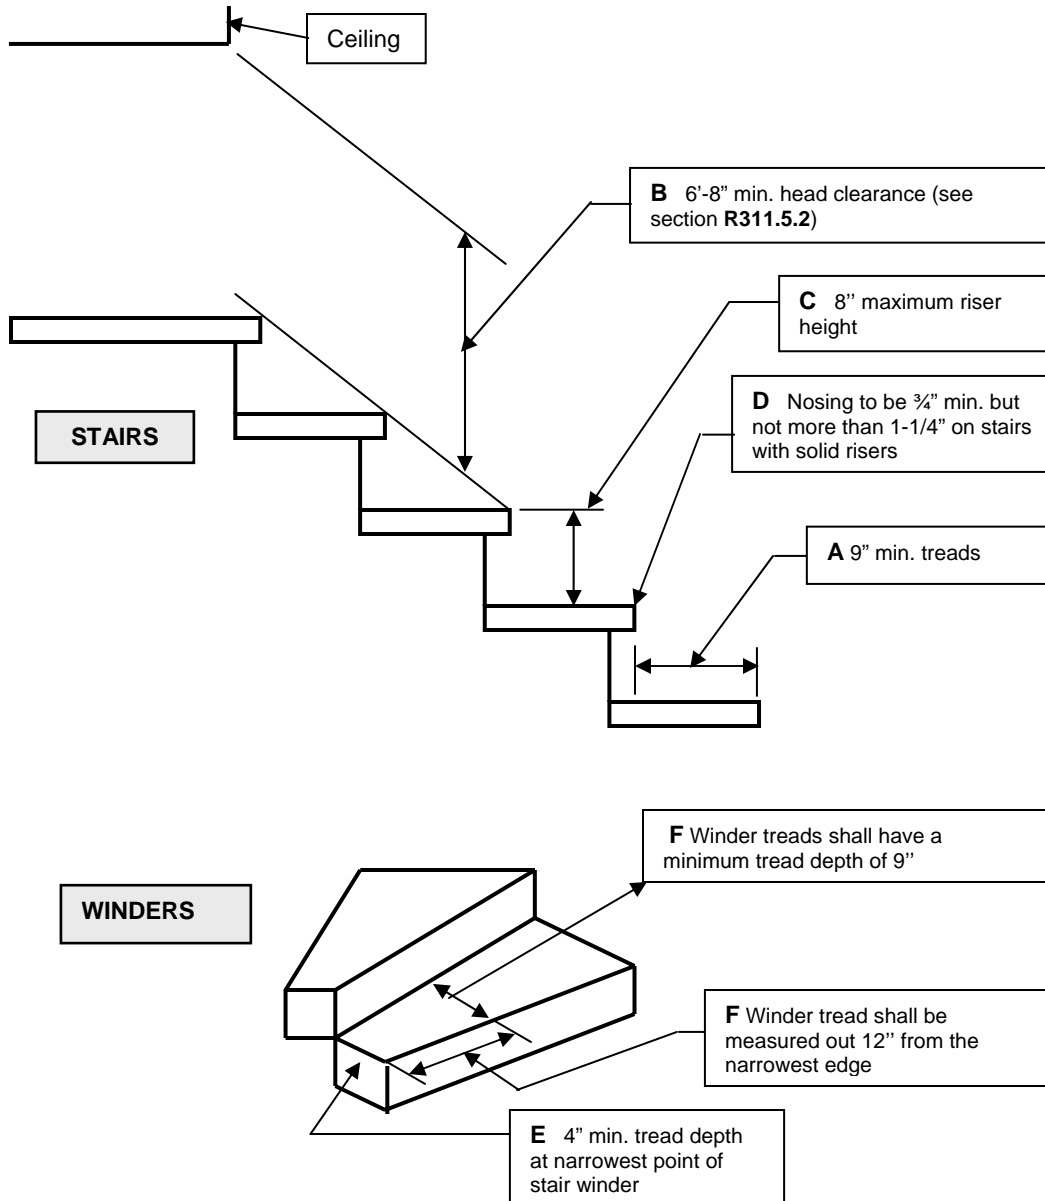 Ceiling
B 6’-8” min. head clearance (see
section R311.5.2)
C 8’’ maximum riser
height
D Nosing to be ¾” min. but
not more than 1-1/4” on stairs
with solid risers
STAIRS
A 9” min. treads
F Winder treads shall have a
minimum tread depth of 9’’
WINDERS
F Winder tread shall be
measured out 12’’ from the
narrowest edge
E 4” min. tread depth
at narrowest point of
stair winder